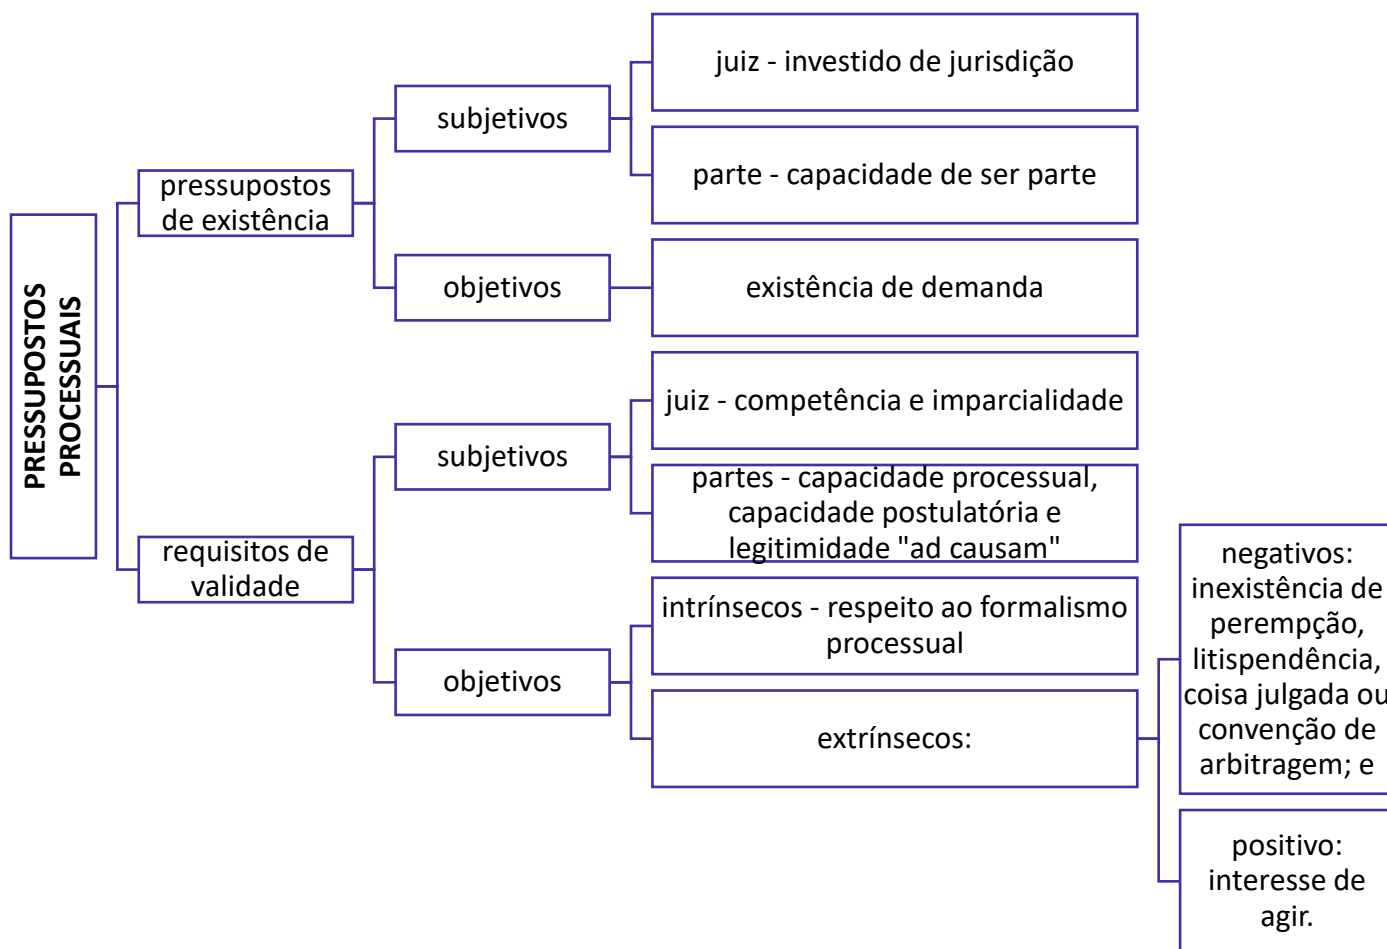 PRESSUPOSTOS
PROCESSUAIS
pressupostos
de existência
subjetivos
juiz - investido de jurisdição
parte - capacidade de ser parte
objetivos
existência de demanda
requisitos de
validade
subjetivos
juiz - competência e imparcialidade
partes - capacidade processual,
capacidade postulatória e
legitimidade "ad causam"
objetivos
intrínsecos - respeito ao formalismo
processual
extrínsecos:
negativos:
inexistência de
perempção,
litispendência,
coisa julgada ou
convenção de
arbitragem; e
positivo:
interesse de
agir.